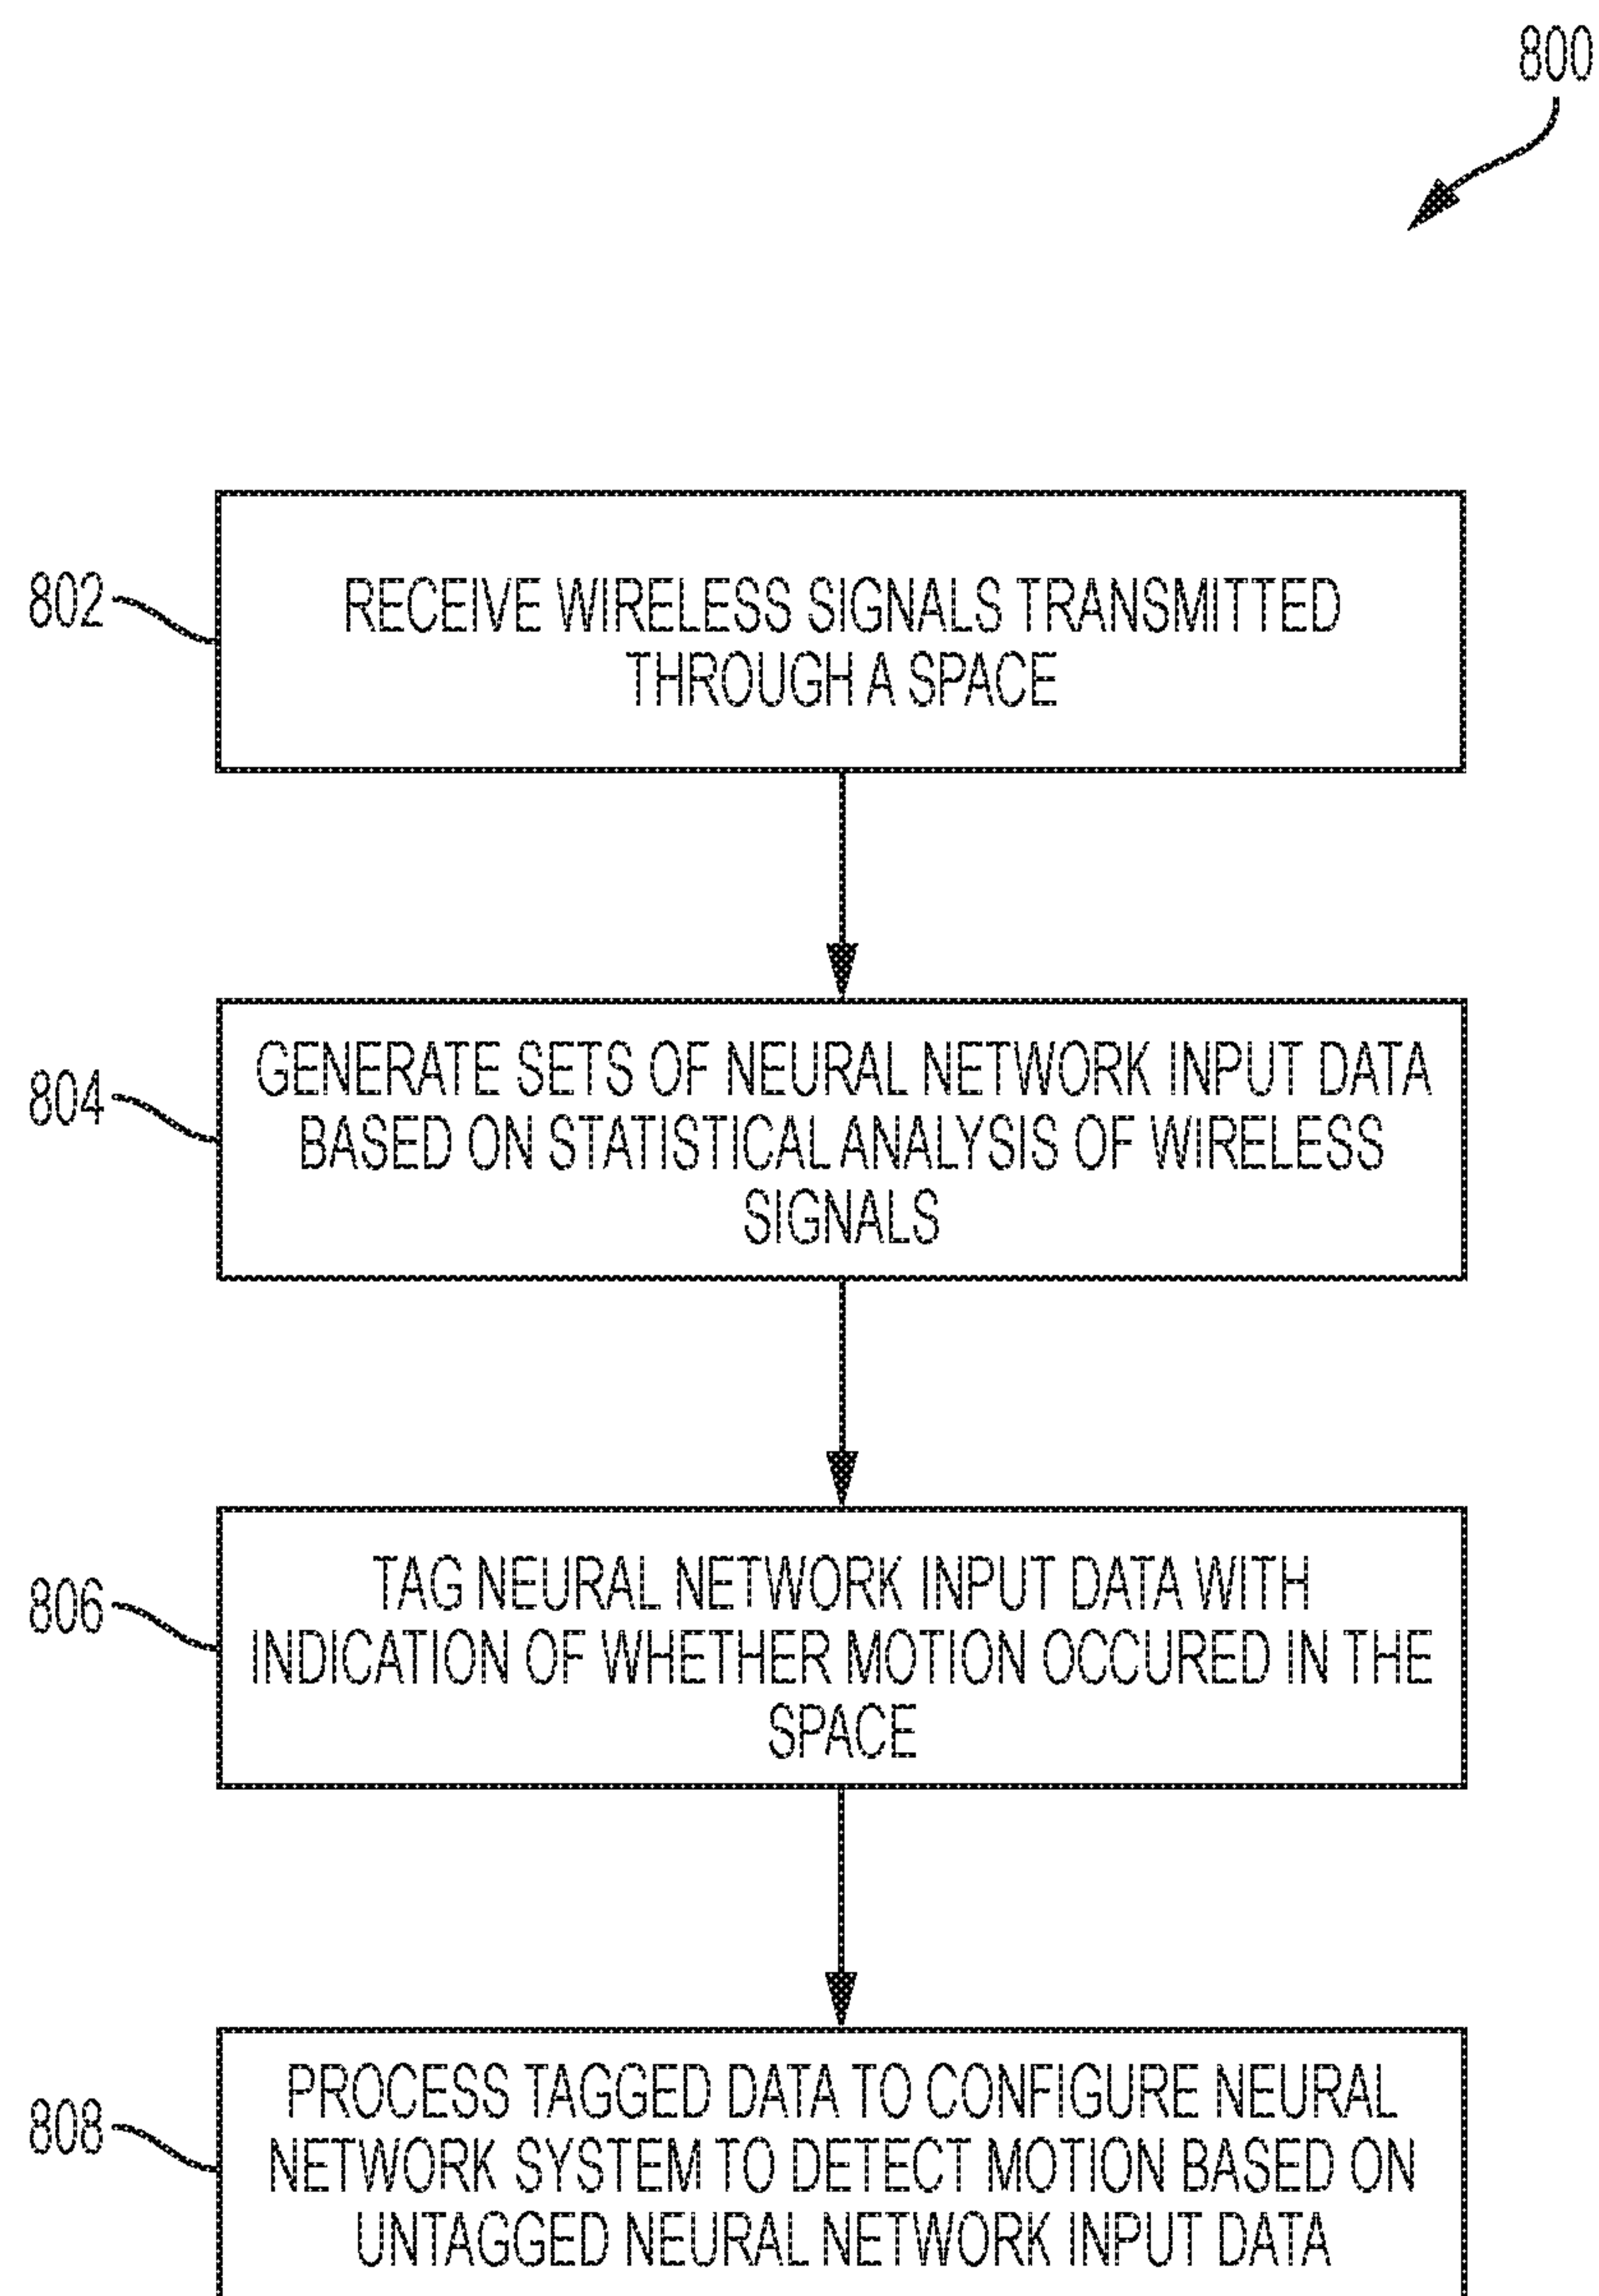 800
802
RECEIVE WIRELESS SIGNALS TRANSMITTED
THROUGH A SPACE
804
GENERATE SETS OF NEURAL NETWORK INPUT DATA
BASED ON STATISTICAL ANALYSIS OF WIRELESS
SIGNALS
806
TAG NEURAL NETWORK INPUT DATA WITH
INDICATION OF WHETHER MOTION OCCURED IN THE
SPACE
808
PROCESS TAGGED DATA TO CONFIGURE NEURAL
NETWORK SYSTEM TO DETECT MOTION BASED ON
UNTAGGED NEURAL NETWORK INPUT DATA